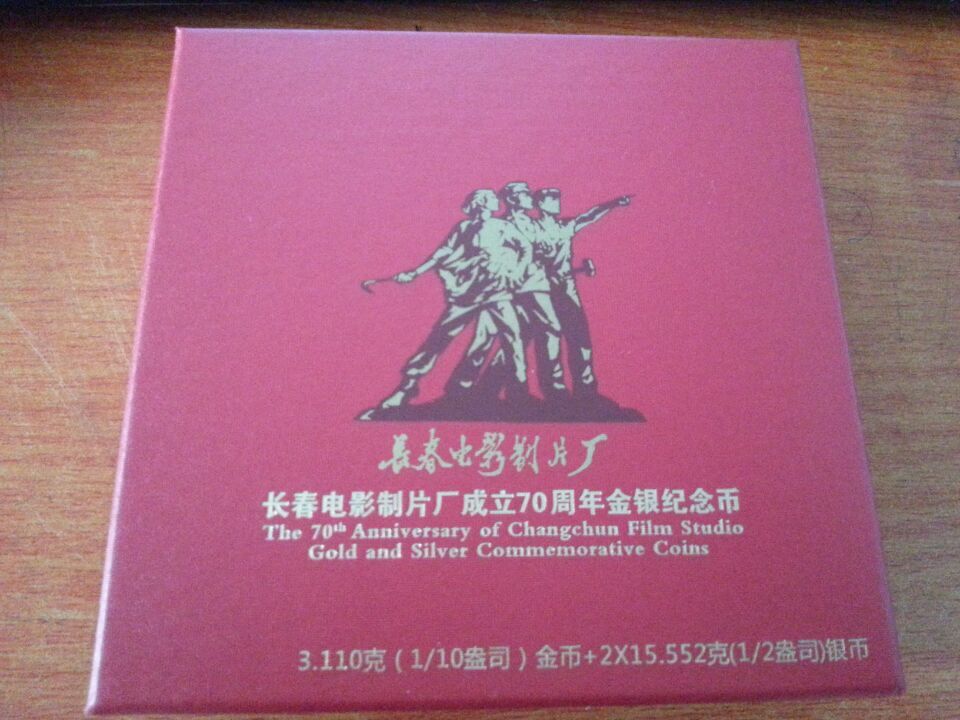 长春电影制片厂
长春电影制片厂成立70周年金银纪念币
The 70th Anniversary of Changchun Film Studio
Gold and Silver Commemorative Coins
3.110克（1/10盎司）金币+2X15.552克(1/2盎司)银币